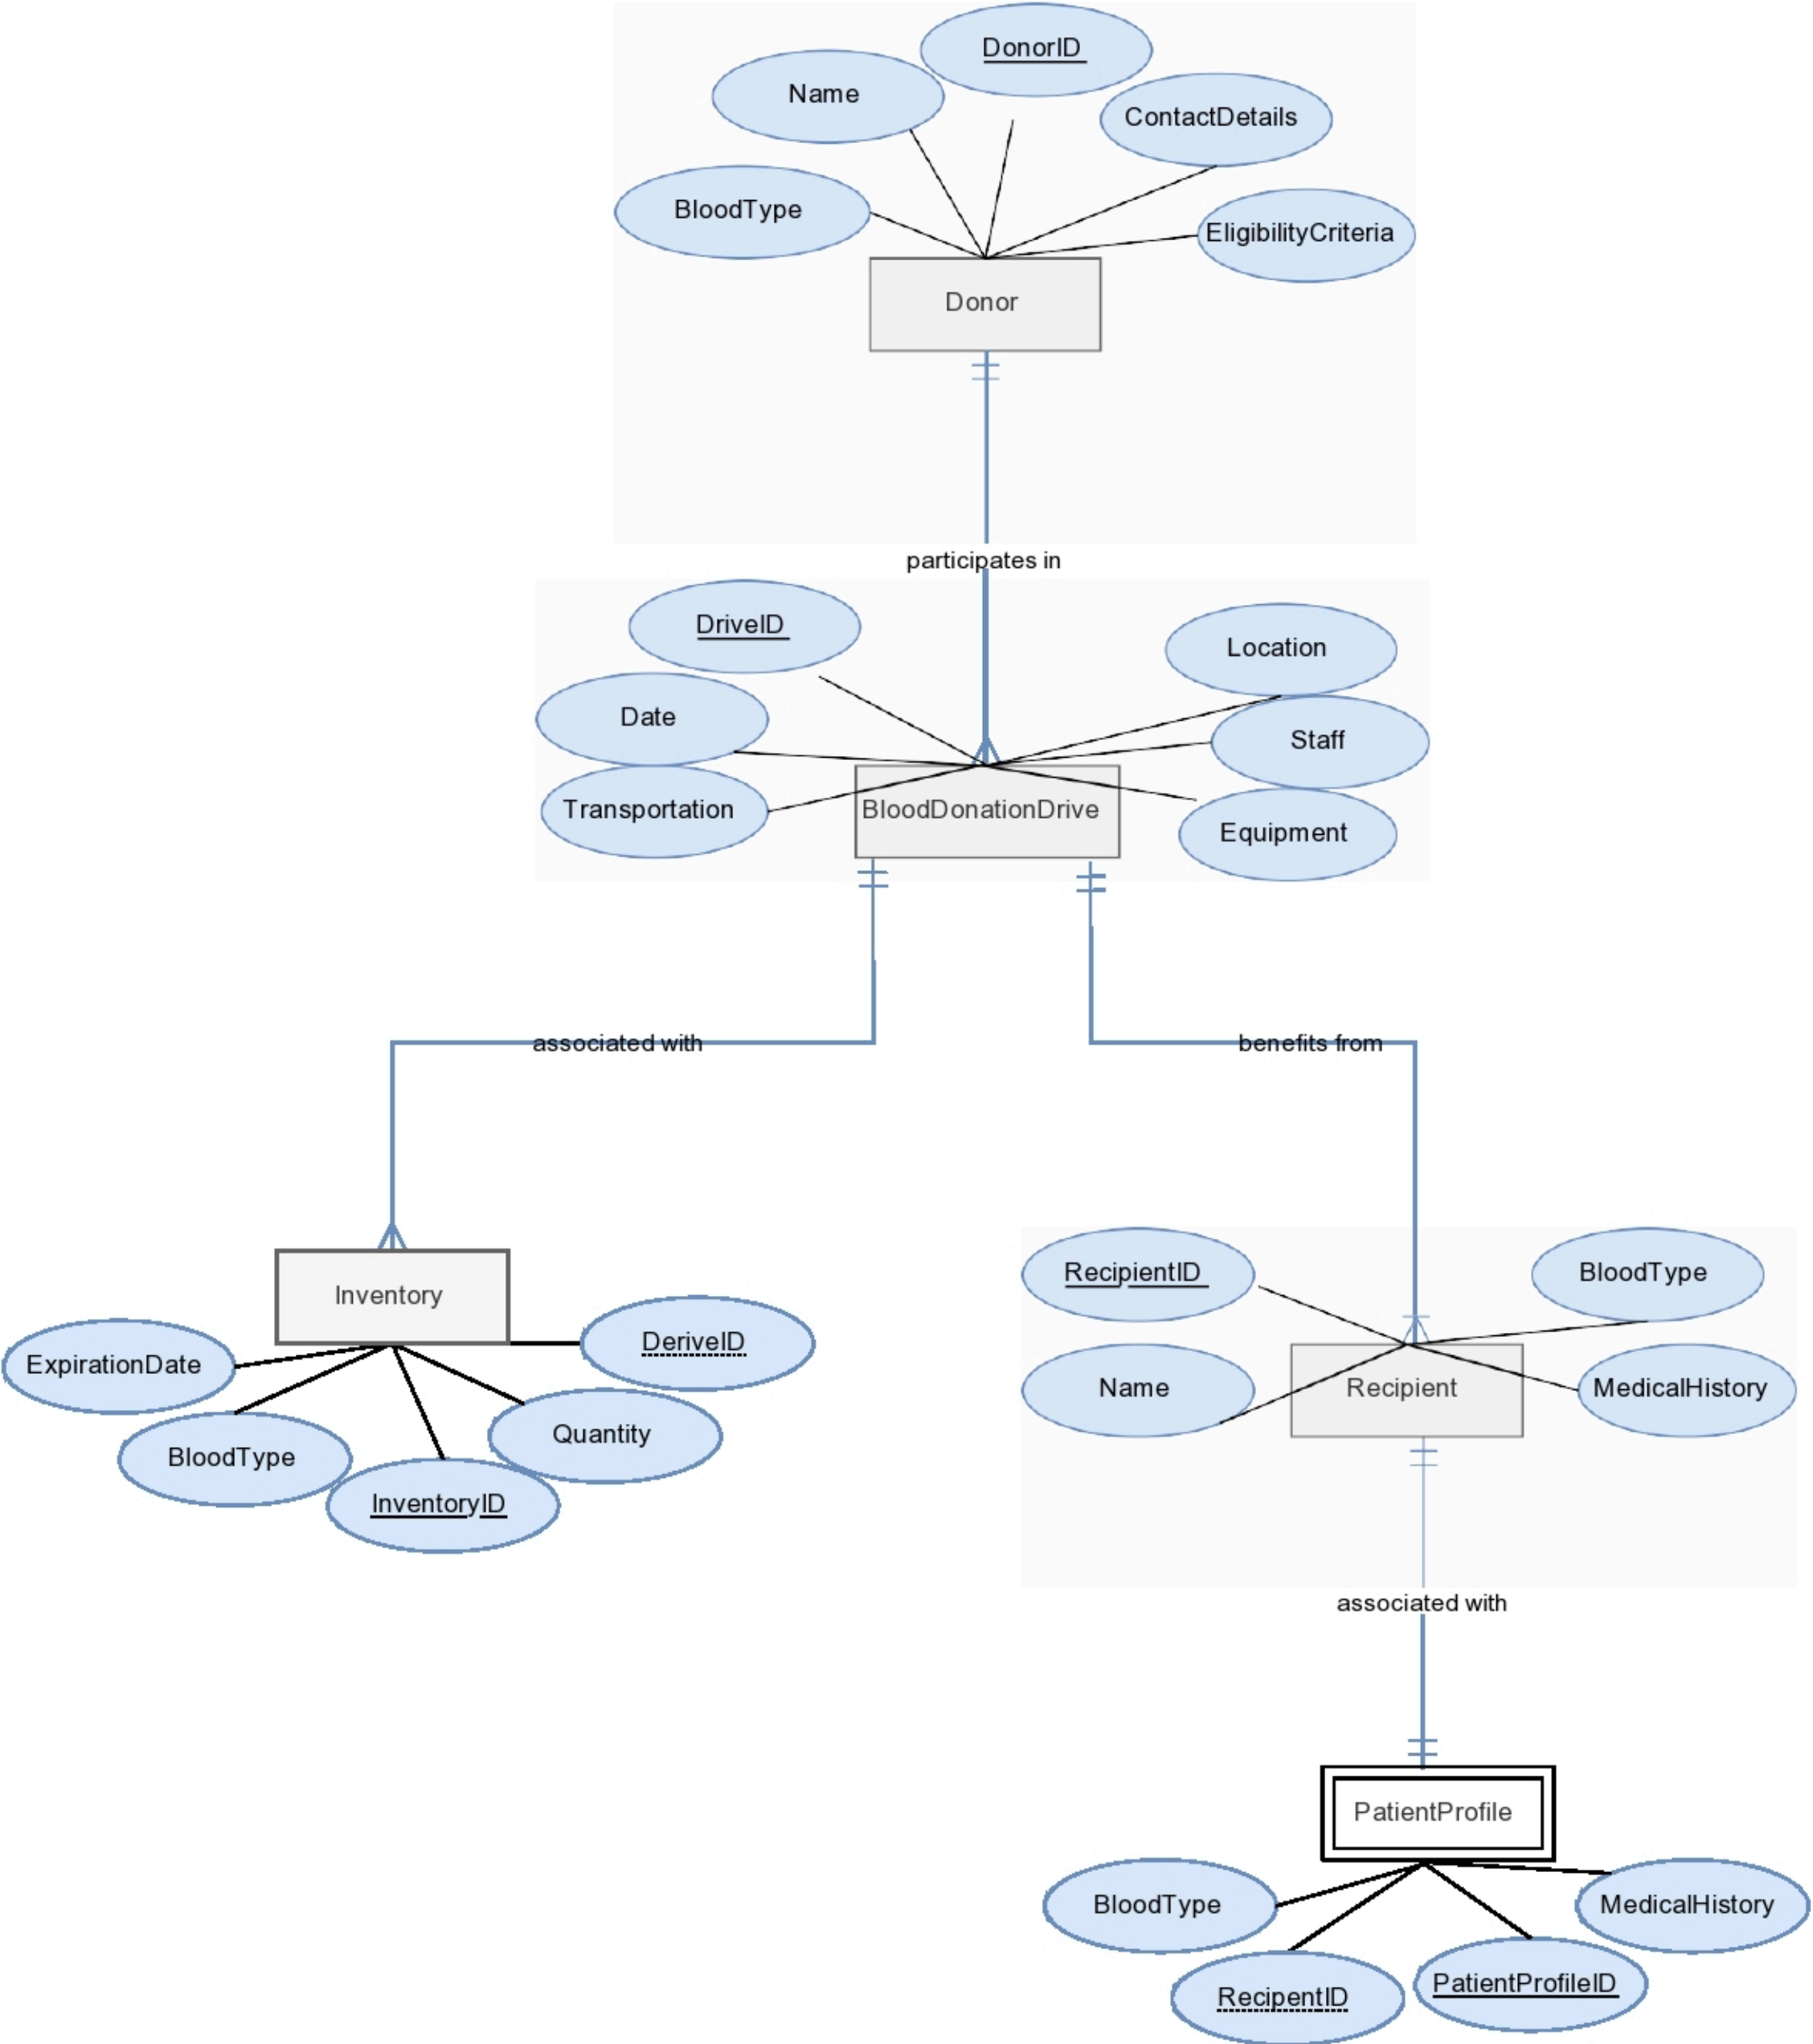 DonorID
Name
ContactDetails
BloodType
EligibilityCriteria
Donor
participates in
DriveID
Location
Date
Staff
Transportation
BloodDonationDrive
Equipment
associated with
benefits from
RecipientID
BloodType
Inventory
DeriveID
ExpirationDate
Name
Recipient
MedicalHistory
Quantity
BloodType
InventoryID
associated with
PatientProfile
BloodType
MedicalHistory
RecipentID
PatientProfileID